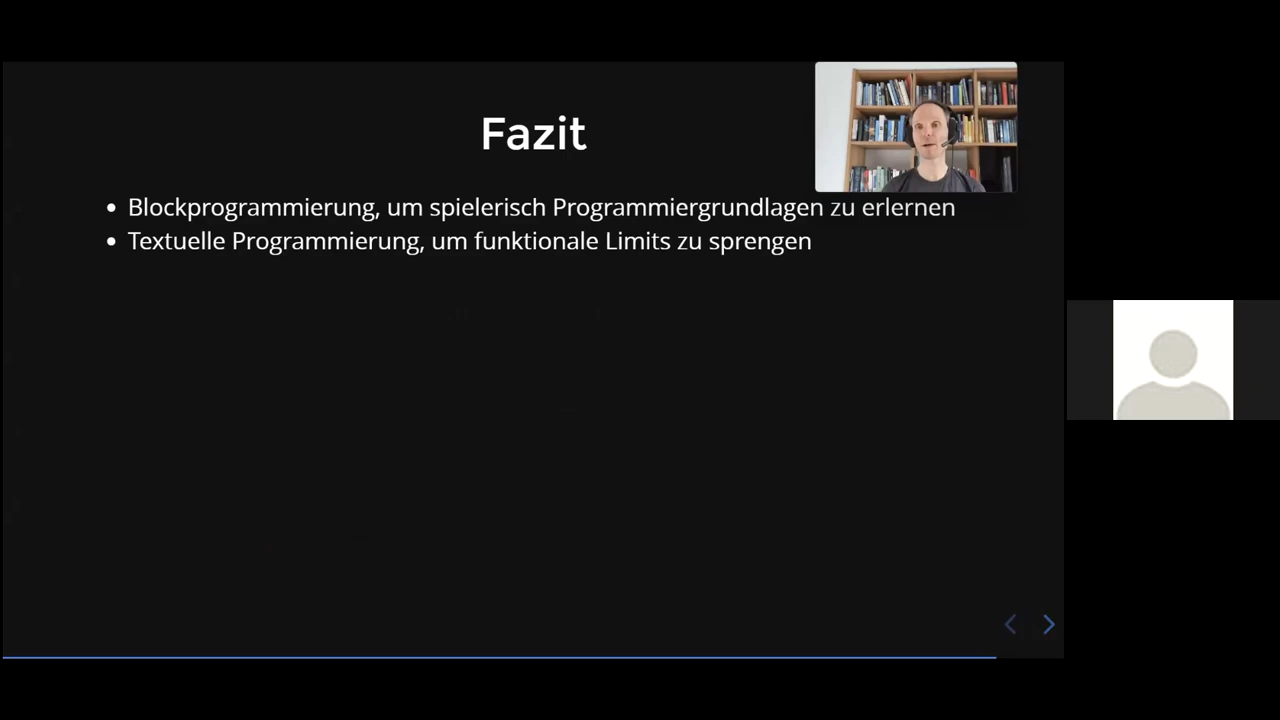 Fazit
Blockprogrammierung, um spielerisch Programmiergrundlagen zu erlernen
Textuelle Programmierung, um funktionale Limits zu sprengen